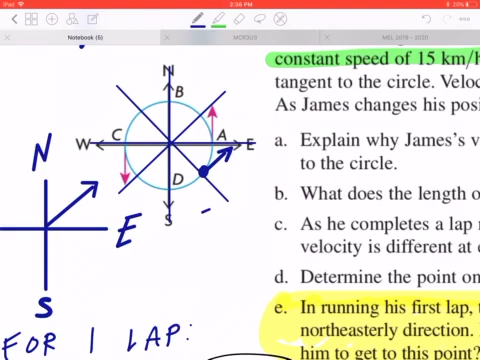 2:36 PM
20%
Notebook (5)
MCR3U9
MEL 2019 - 2020
constant speed of 15 km/h
tangent to the circle. Veloc
As James changes his posi
a. Explain why James's v
to the circle.
b. What does the length o
c. As he completes a lap r
velocity is different at e
d. Determine the point on
e. In running his first lap, t
northeasterly direction.
him to get to this point?
N
B
W
C
A
E
D
S
N
E
S
FOR 1 LAP: